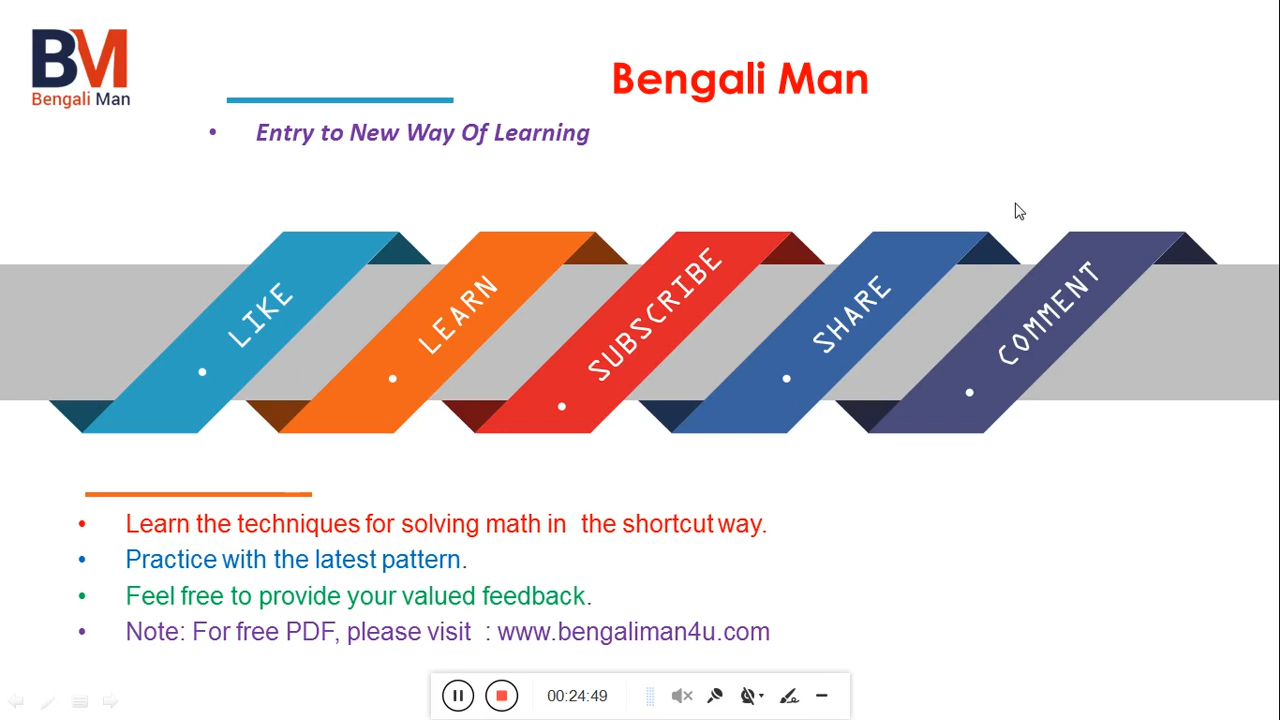 BM
Bengali Man
Bengali Man
• Entry to New Way Of Learning
• LIKE
• LEARN
• SUBSCRIBE
• SHARE
• COMMENT
• Learn the techniques for solving math in the shortcut way.
• Practice with the latest pattern.
• Feel free to provide your valued feedback.
• Note: For free PDF, please visit : www.bengaliman4u.com
00:24:49